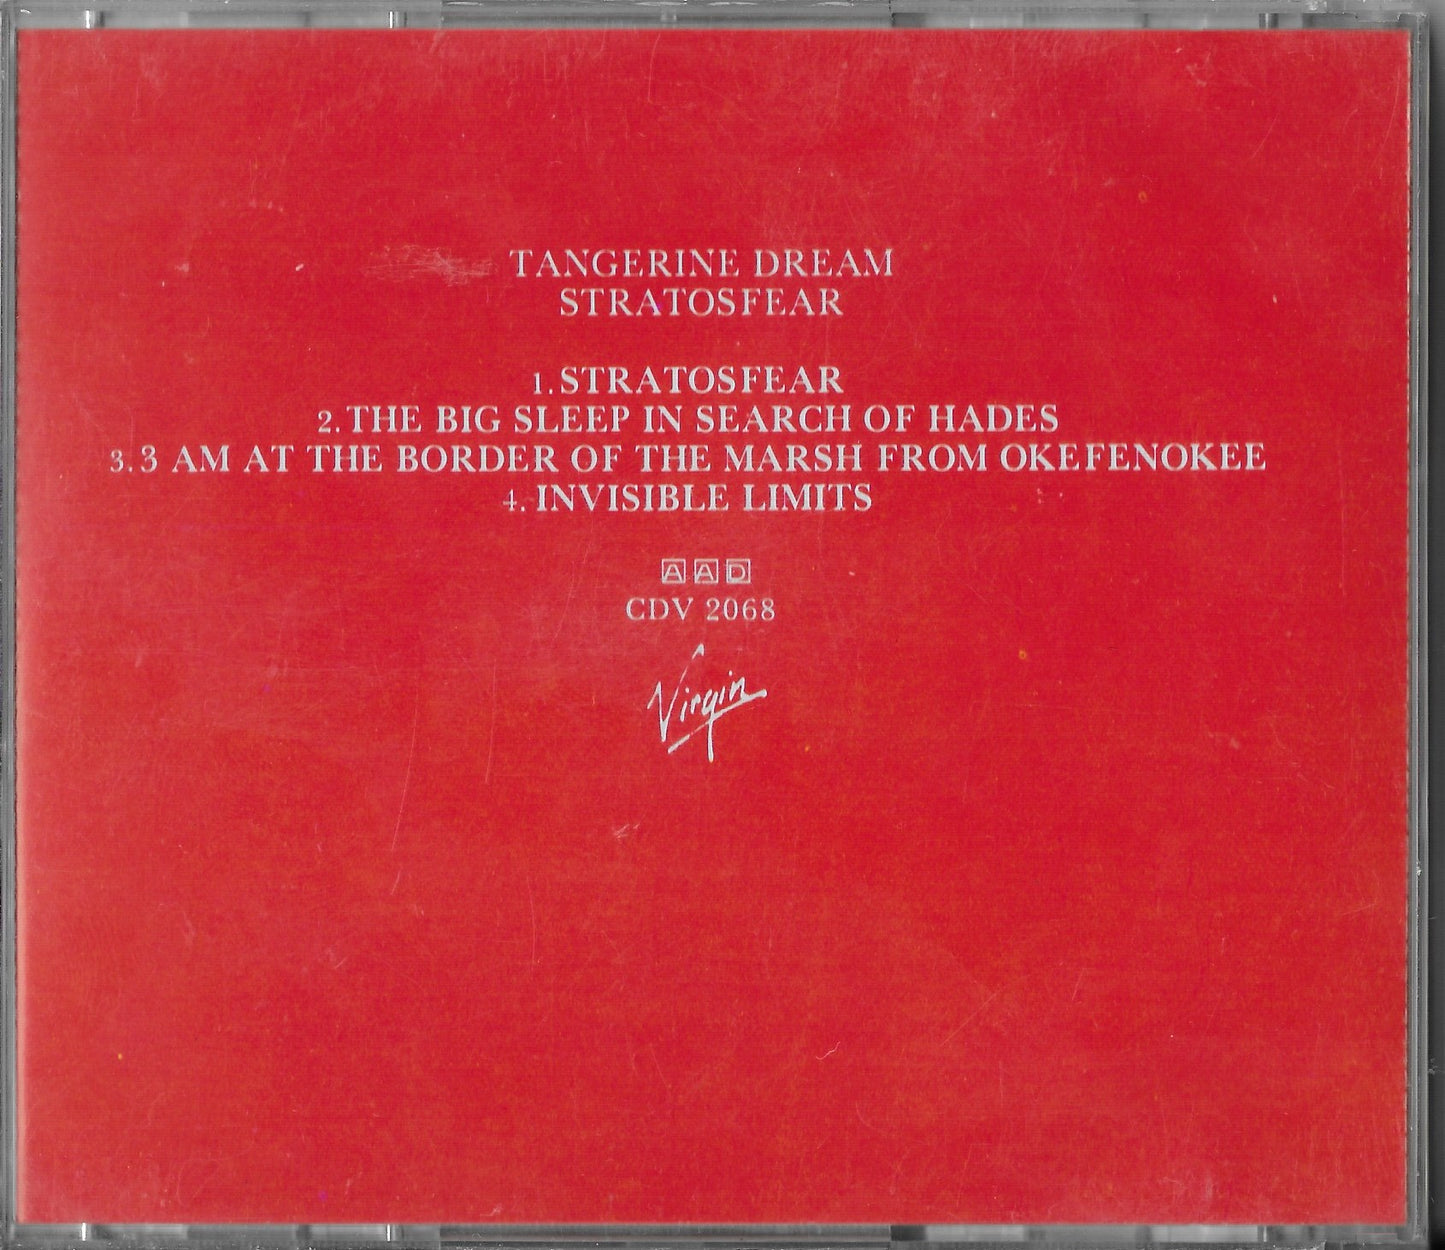 TANGERINE DREAM
STRATOSFEAR
1. STRATOSFEAR
2. THE BIG SLEEP IN SEARCH OF HADES
3. 3 AM AT THE BORDER OF THE MARSH FROM OKEFENOKEE
4. INVISIBLE LIMITS
AAD
CDV 2068
Virgin